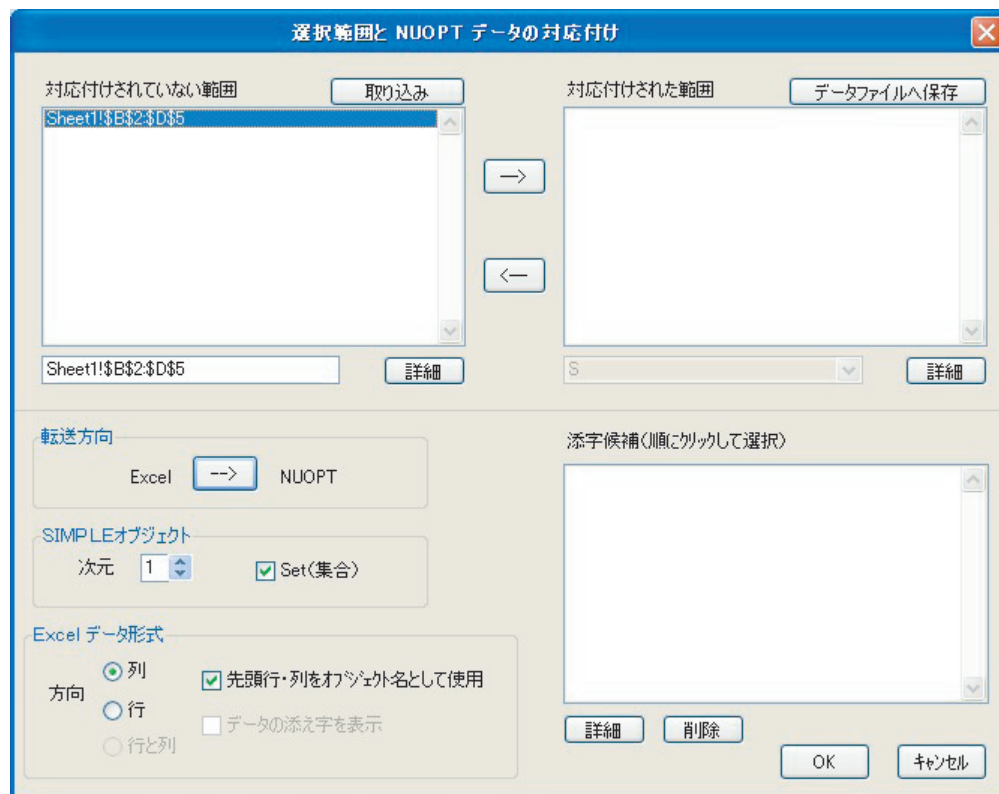 選択範囲と NUOPT データの対応付け
対応付けされていない範囲
取り込み
Sheet1!$B$2:$D$5
-->
<--
対応付けされた範囲
データファイルへ保存
Sheet1!$B$2:$D$5
詳細
S
詳細
転送方向
Excel --> NUOPT
SIMPLEオブジェクト
次元 1 Set(集合)
Excel データ形式
方向
列
行
行と列
先頭行・列をオブジェクト名として使用
データの添え字を表示
添字候補(順にクリックして選択)
詳細
削除
OK
キャンセル